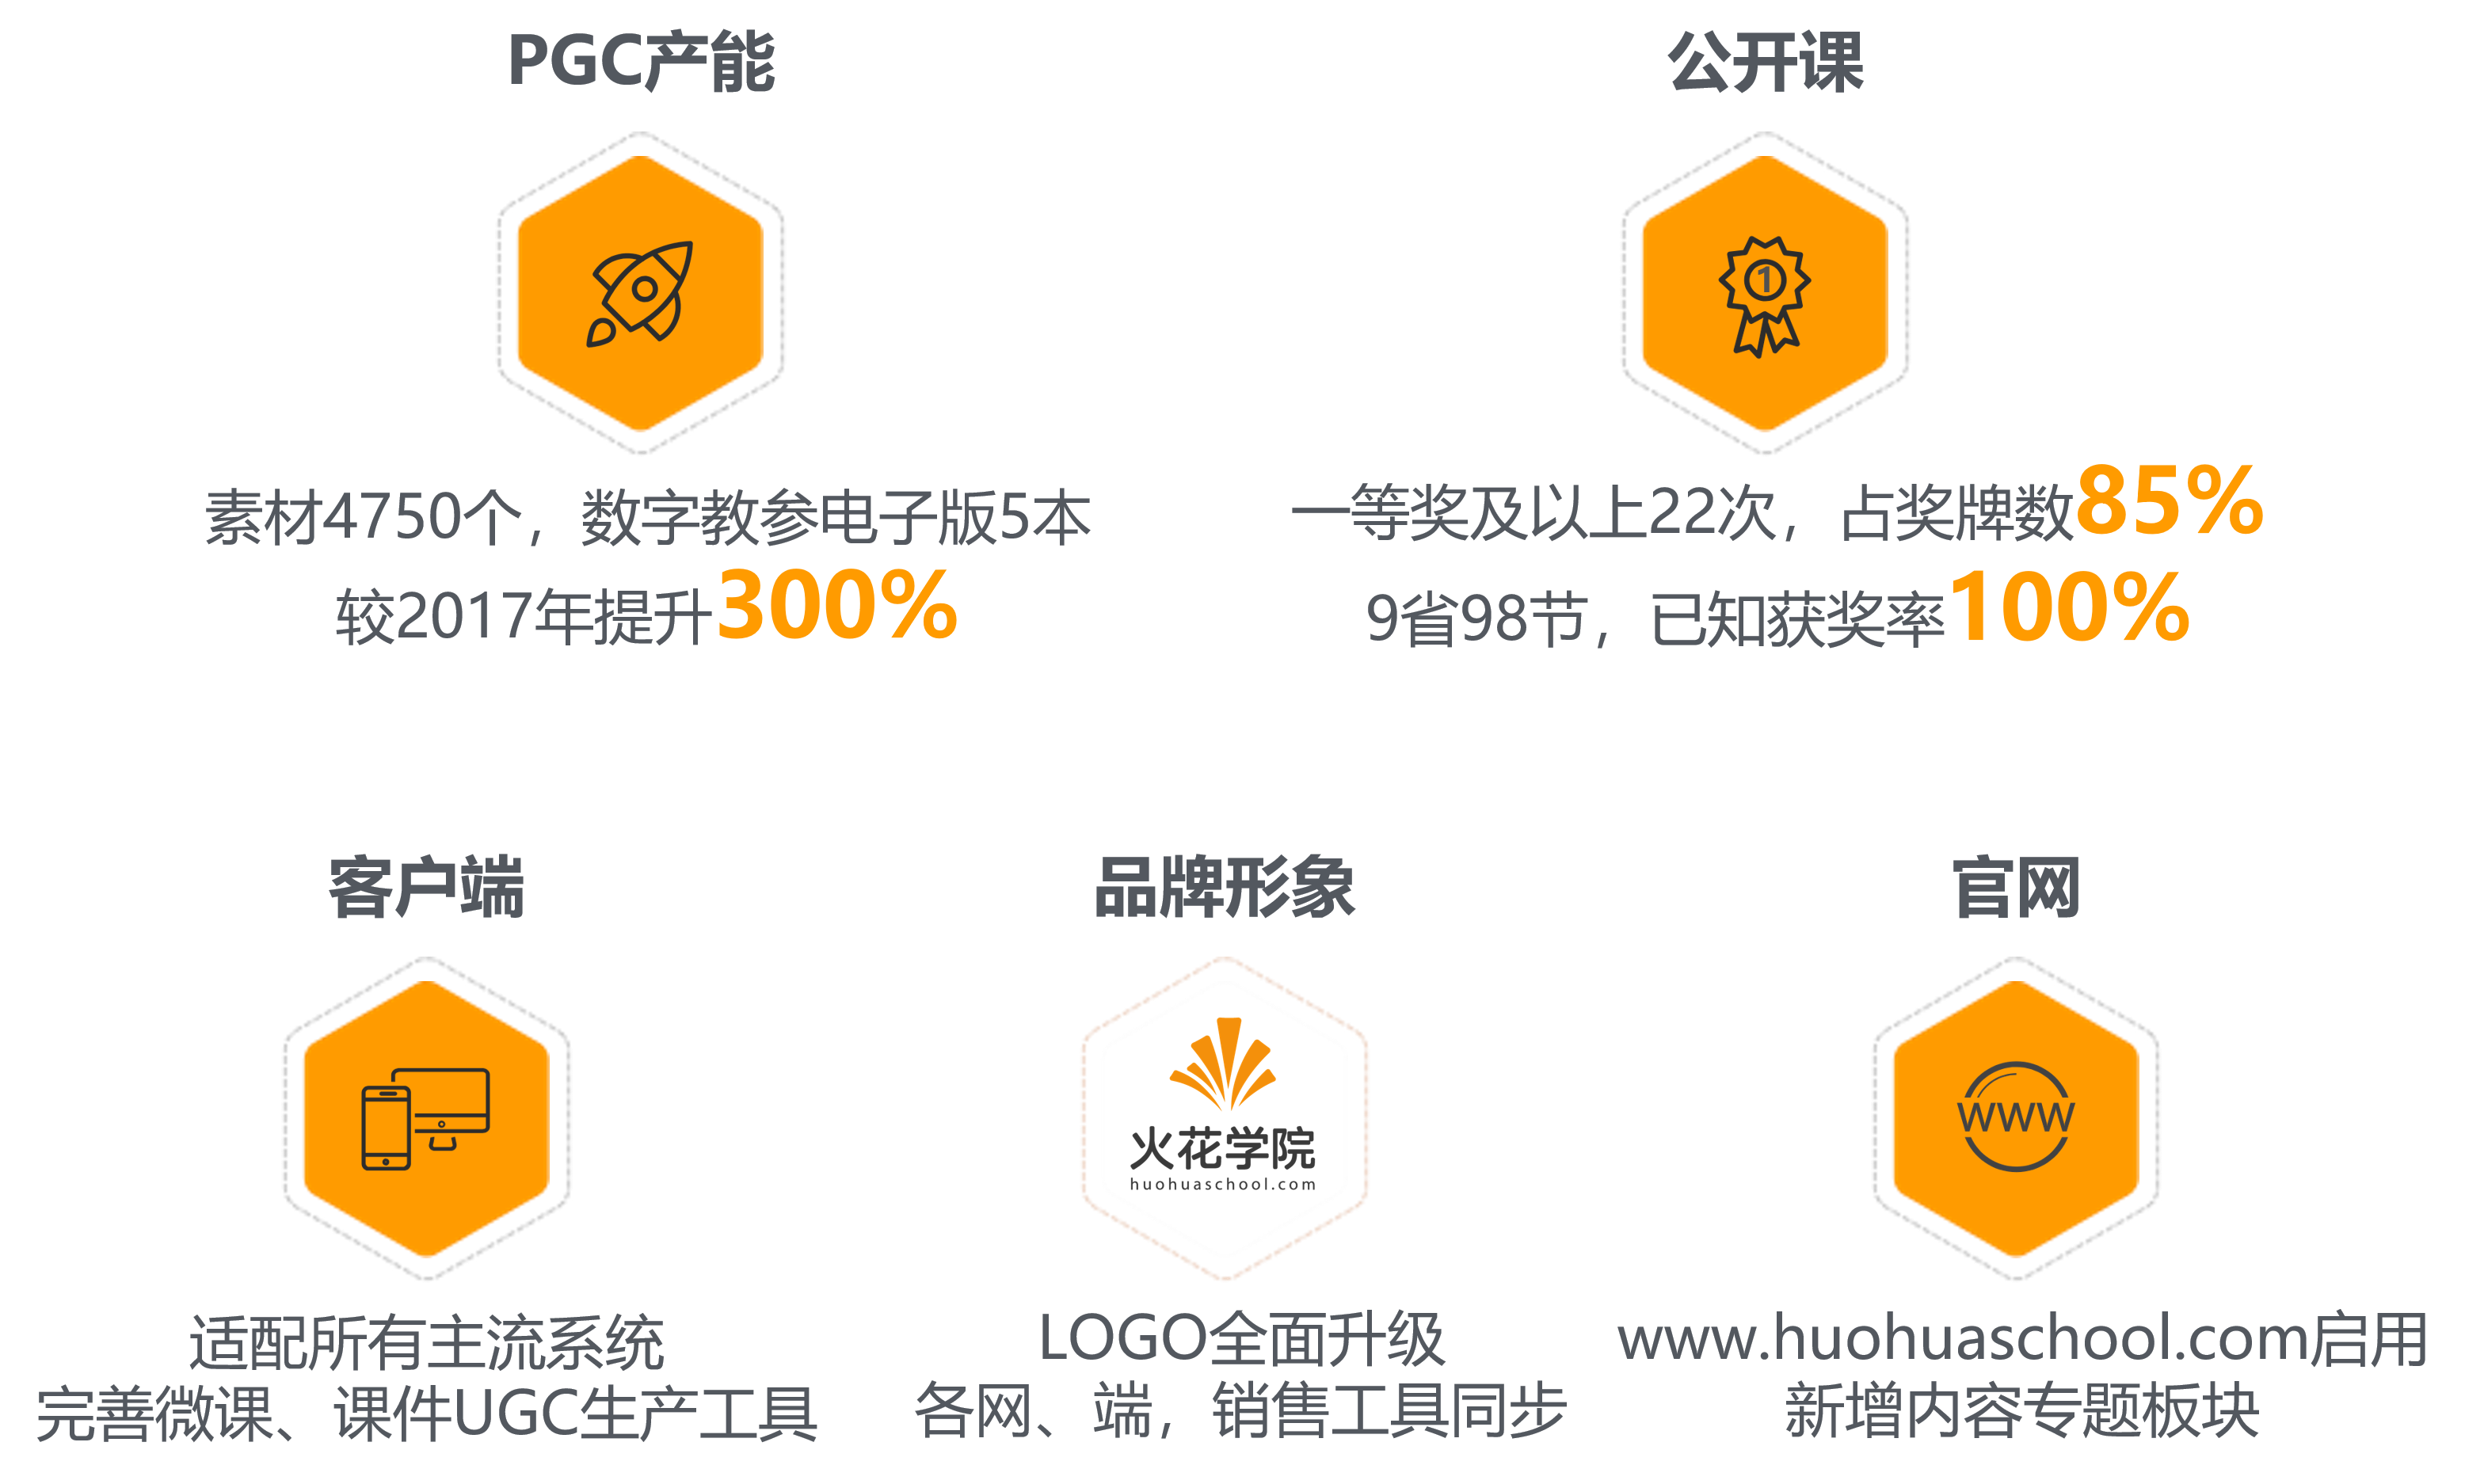 PGC产能
公开课
1
素材4750个，数字教参电子版5本
较2017年提升300%
一等奖及以上22次，占奖牌数85%
9省98节，已知获奖率100%
客户端
品牌形象
官网
火花学院
huohuaschool.com
WWW
适配所有主流系统
完善微课、课件UGC生产工具
LOGO全面升级
各网、端，销售工具同步
www.huohuaschool.com启用
新增内容专题板块